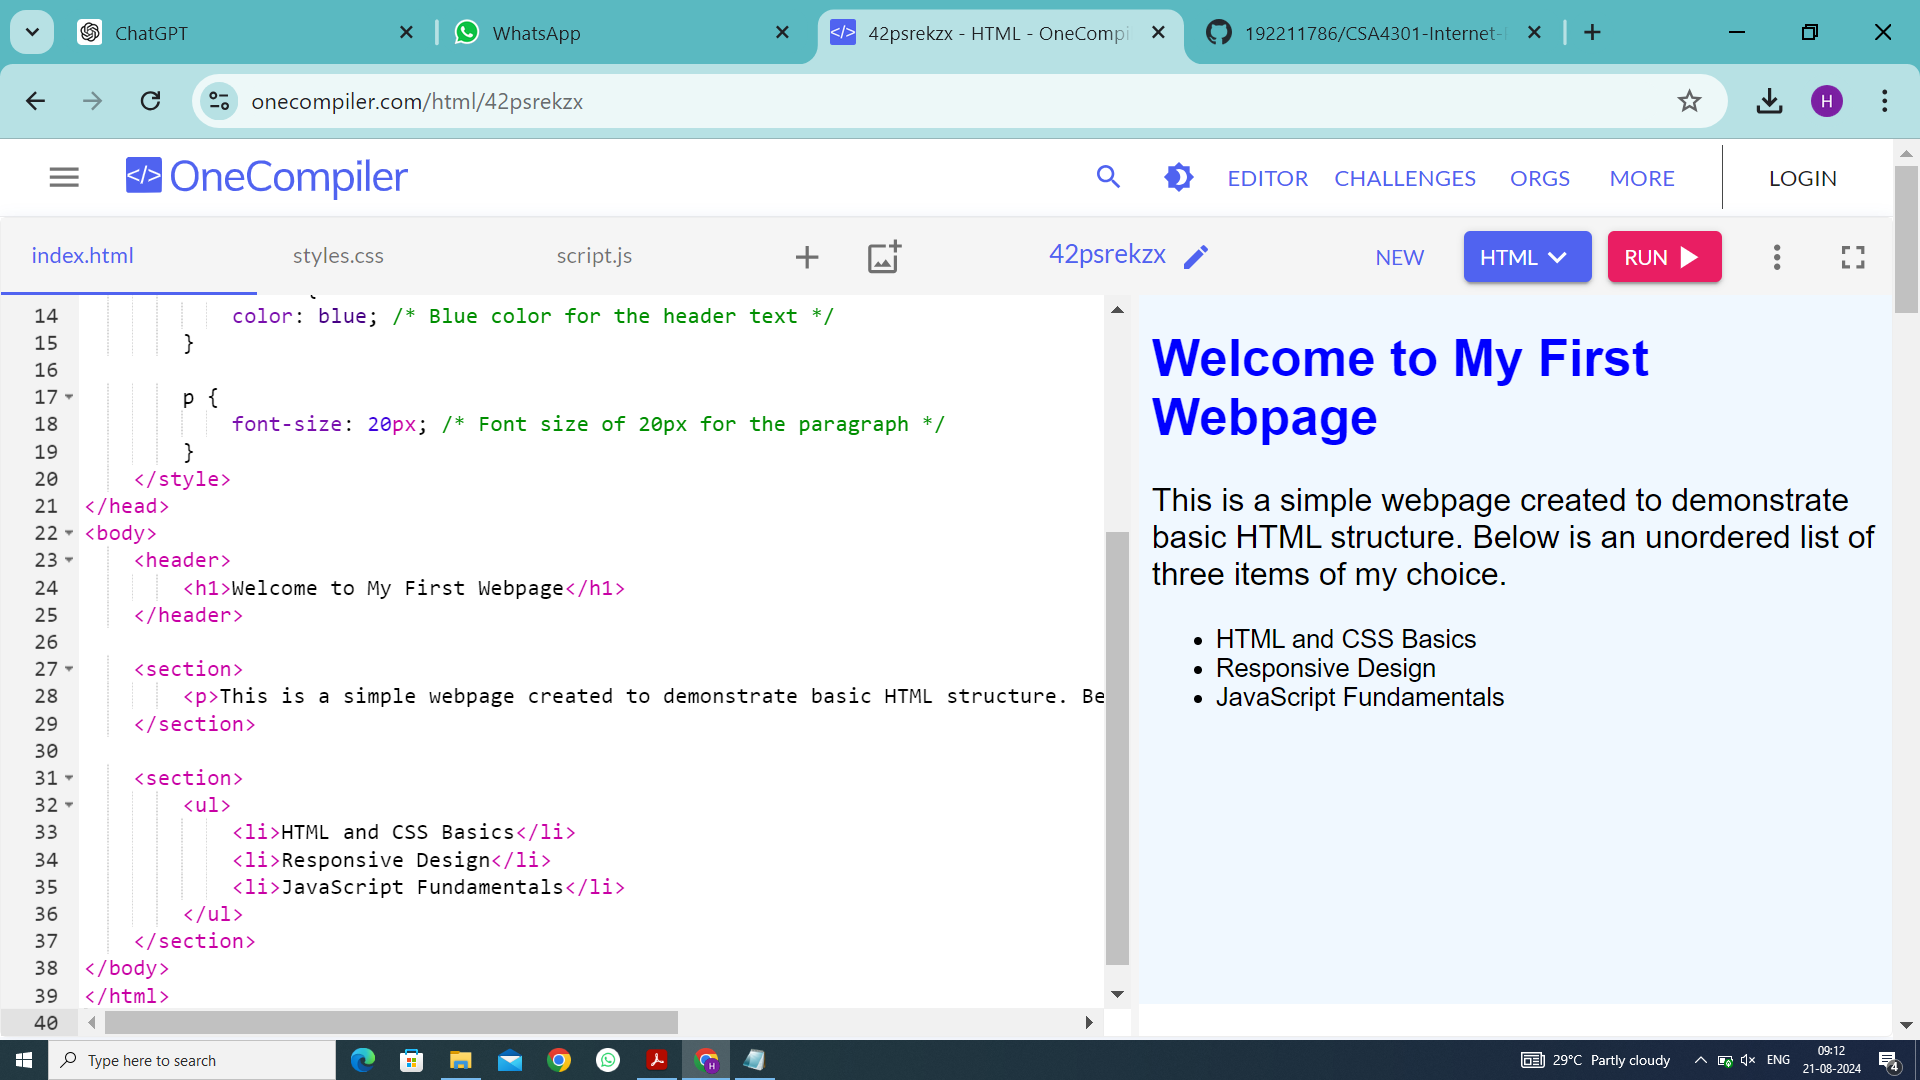 ChatGPT
WhatsApp
42psrekzx - HTML - OneCompi
192211786/CSA4301-Internet-
onecompiler.com/html/42psrekzx
H
</> OneCompiler
EDITOR
CHALLENGES
ORGS
MORE
LOGIN
index.html
styles.css
script.js
42psrekzx
NEW
HTML
RUN
14 color: blue; /* Blue color for the header text */
15 }
16
17 p {
18 font-size: 20px; /* Font size of 20px for the paragraph */
19 }
20 </style>
21 </head>
22 <body>
23 <header>
24 <h1>Welcome to My First Webpage</h1>
25 </header>
26
27 <section>
28 <p>This is a simple webpage created to demonstrate basic HTML structure. Be
29 </section>
30
31 <section>
32 <ul>
33 <li>HTML and CSS Basics</li>
34 <li>Responsive Design</li>
35 <li>JavaScript Fundamentals</li>
36 </ul>
37 </section>
38 </body>
39 </html>
40
Welcome to My First
Webpage
This is a simple webpage created to demonstrate
basic HTML structure. Below is an unordered list of
three items of my choice.
• HTML and CSS Basics
• Responsive Design
• JavaScript Fundamentals
Type here to search
29°C Partly cloudy
ENG
09:12
21-08-2024
4